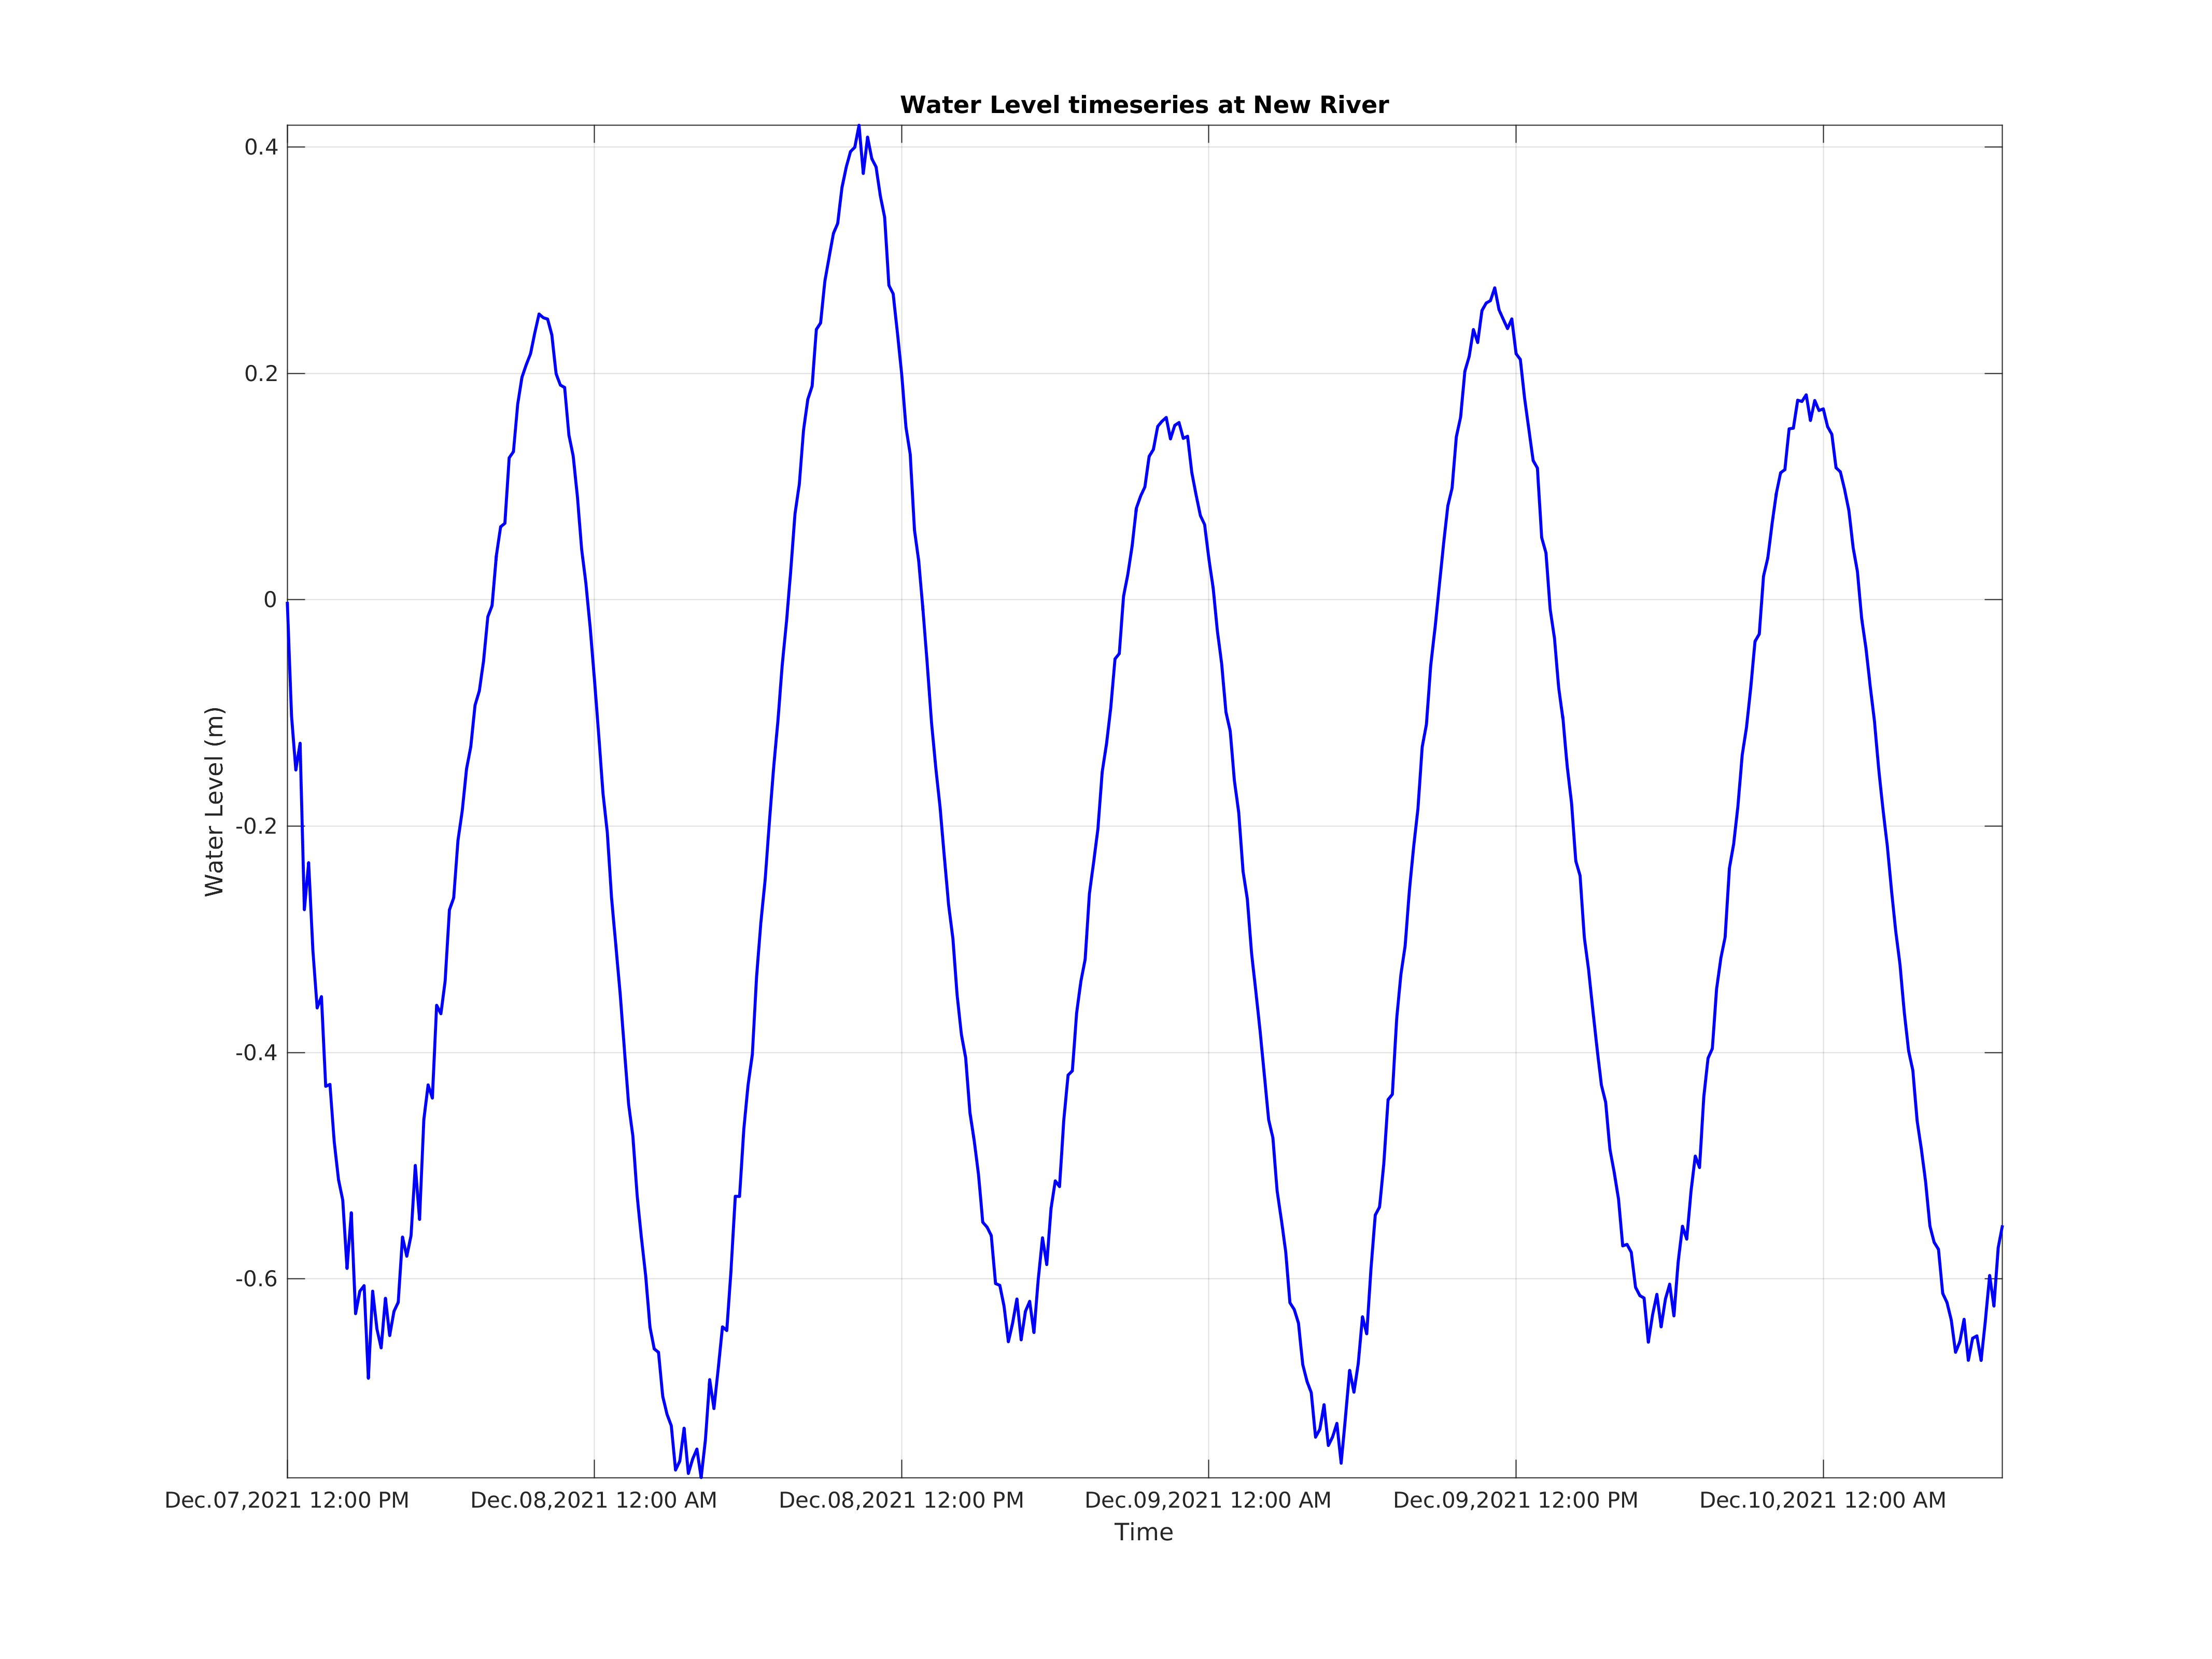 Water Level timeseries at New River
0.4
0.2
0
-0.2
-0.4
-0.6
Water Level (m)
Dec.07,2021 12:00 PM
Dec.08,2021 12:00 AM
Dec.08,2021 12:00 PM
Dec.09,2021 12:00 AM
Dec.09,2021 12:00 PM
Dec.10,2021 12:00 AM
Time